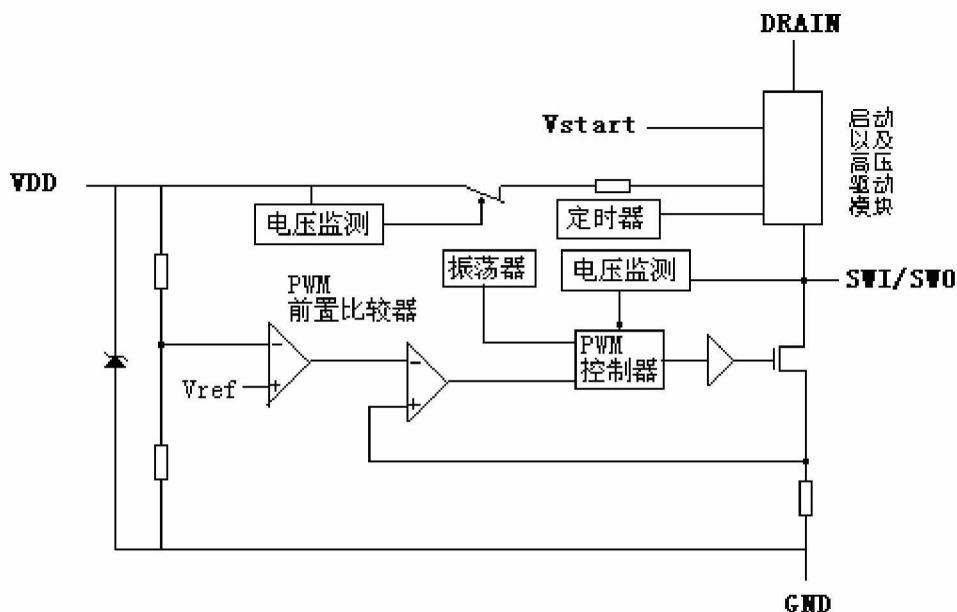 DRAIN
Vstart
启动
以及
高压
驱动
模块
VDD
电压监测
定时器
振荡器
电压监测
SWI/SWO
PWM
前置比较器
PWM
控制器
Vref
GND